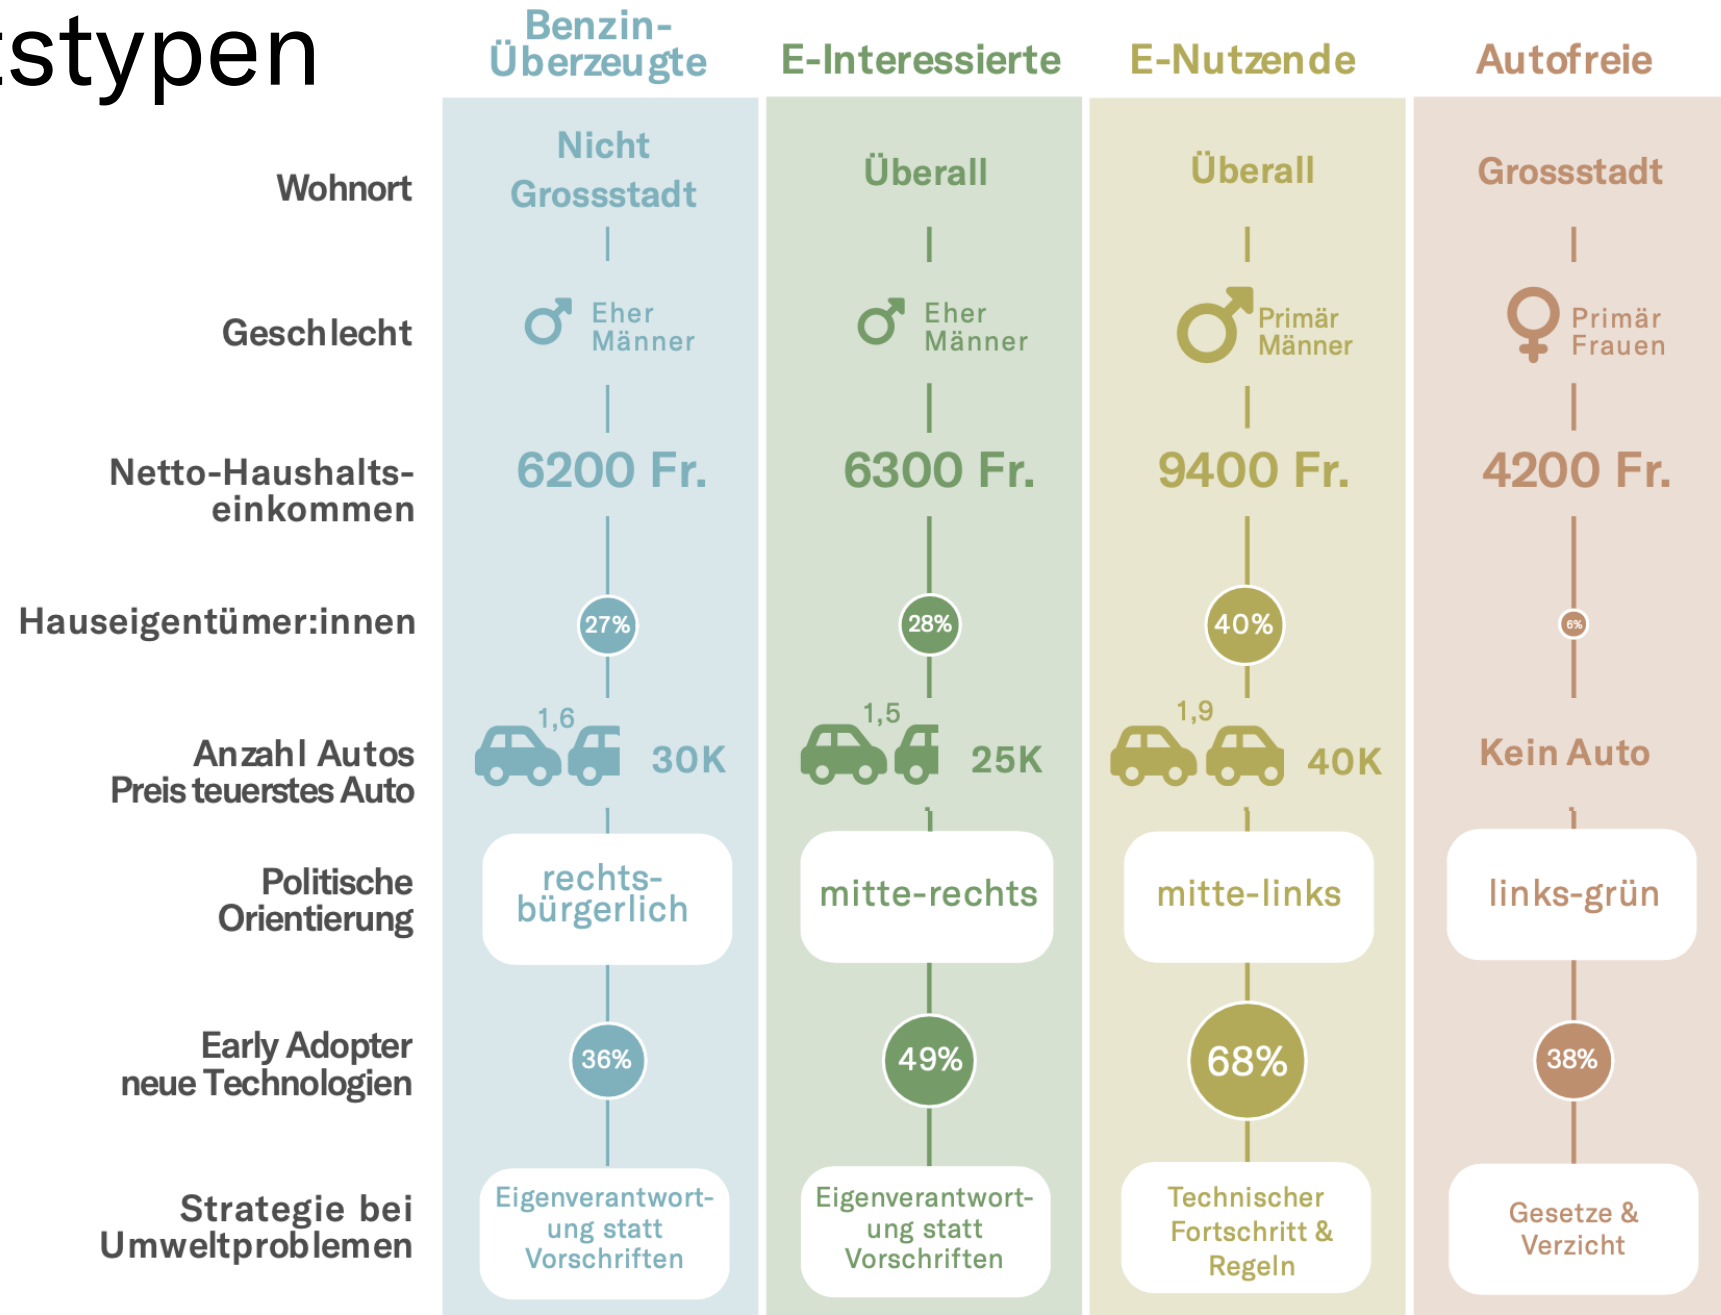 Benzin-
Überzeugte
E-Interessierte
E-Nutzende
Autofreie
Wohnort
Nicht
Grossstadt
Überall
Überall
Grossstadt
Geschlecht
Eher
Männer
Eher
Männer
Primär
Männer
Primär
Frauen
Netto-Haushalts-
einkommen
6200 Fr.
6300 Fr.
9400 Fr.
4200 Fr.
Hauseigentümer:innen
27%
28%
40%
6%
Anzahl Autos
Preis teuerstes Auto
1,6
30K
1,5
25K
1,9
40K
Kein Auto
Politische
Orientierung
rechts-
bürgerlich
mitte-rechts
mitte-links
links-grün
Early Adopter
neue Technologien
36%
49%
68%
38%
Strategie bei
Umweltproblemen
Eigenverantwort-
ung statt
Vorschriften
Eigenverantwort-
ung statt
Vorschriften
Technischer
Fortschritt &
Regeln
Gesetze &
Verzicht